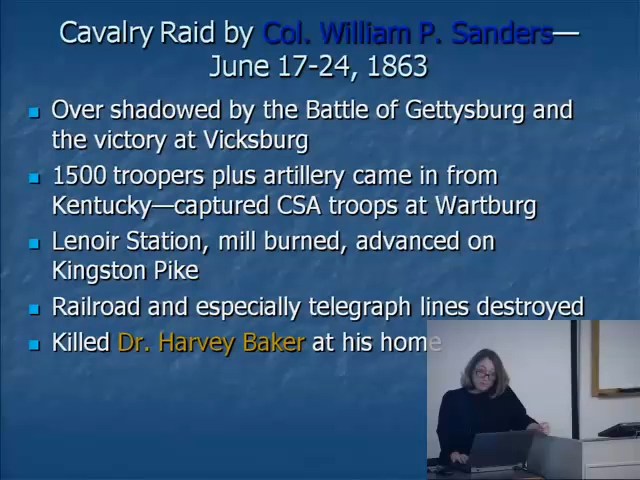 Cavalry Raid by Col. William P. Sanders—
June 17-24, 1863
Over shadowed by the Battle of Gettysburg and
the victory at Vicksburg
1500 troopers plus artillery came in from
Kentucky—captured CSA troops at Wartburg
Lenoir Station, mill burned, advanced on
Kingston Pike
Railroad and especially telegraph lines destroyed
Killed Dr. Harvey Baker at his home